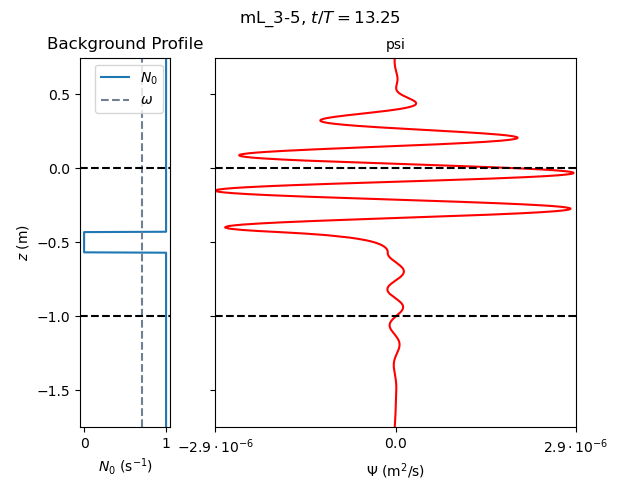 mL_3-5, t/T = 13.25
Background Profile
psi
N₀
ω
0.5
0.0
−0.5
−1.0
−1.5
z (m)
0
1
N₀ (s⁻¹)
−2.9 · 10⁻⁶
0.0
2.9 · 10⁻⁶
Ψ (m²/s)